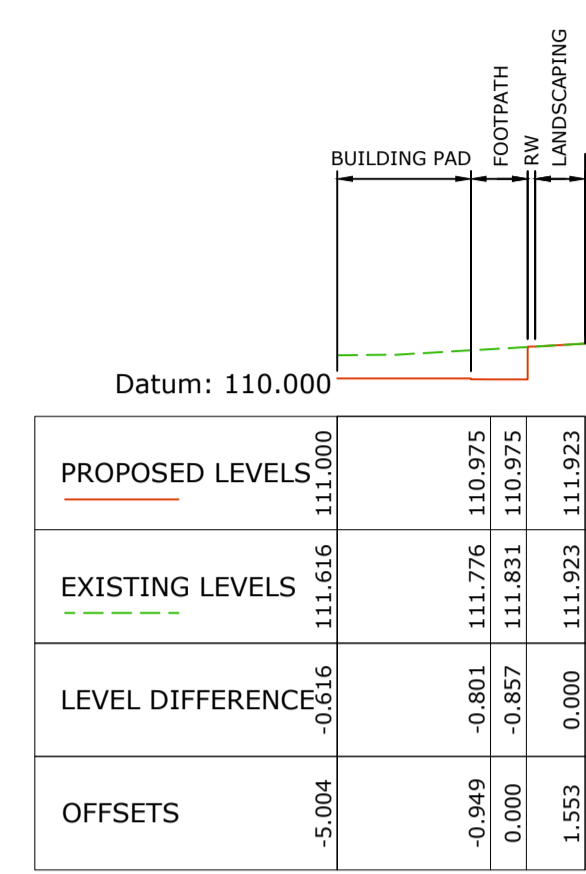 BUILDING PAD
FOOTPATH
RW
LANDSCAPING
Datum: 110.000
PROPOSED LEVELS 111.000 110.975 110.975 111.923
EXISTING LEVELS 111.616 111.776 111.831 111.923
LEVEL DIFFERENCE -0.616 -0.801 -0.857 0.000
OFFSETS -5.004 -0.949 0.000 1.553